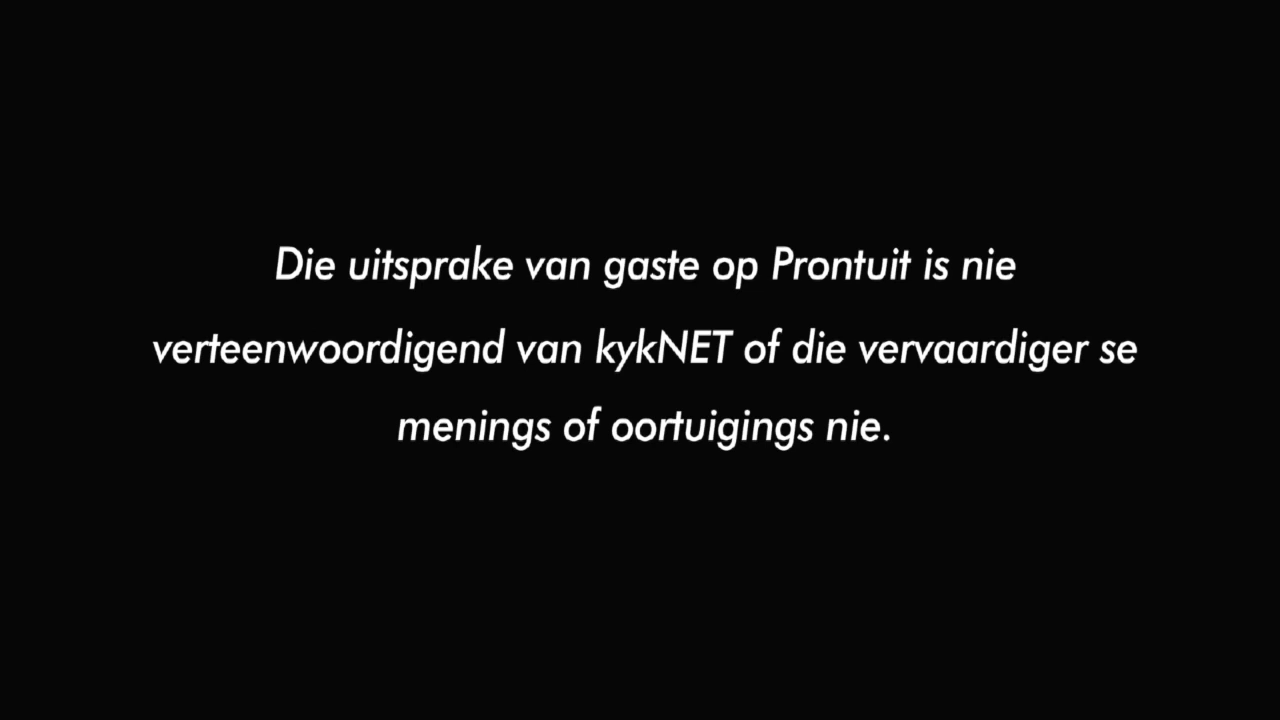 Die uitsprake van gaste op Prontuit is nie
verteenwoordigend van kykNET of die vervaardiger se
menings of oortuigings nie.